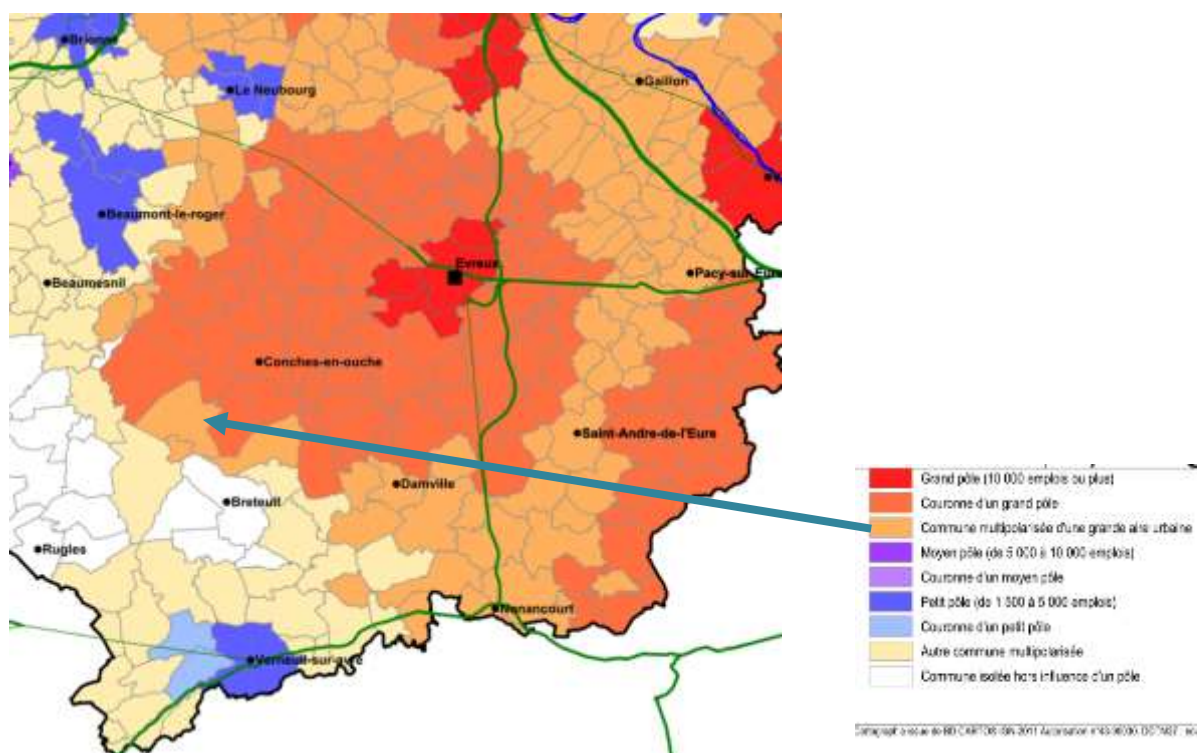 Brionne
Le Neubourg
Gaillon
Beaumont-le-roger
Evreux
Beaumesnil
Pacy-sur-Eure
Conches-en-ouche
Saint-Andre-de-l'Eure
Damville
Breteuil
Rugles
Nonancourt
Verneuil-sur-avre
Grand pôle (10 000 emplois ou plus)
Couronne d'un grand pôle
Commune multipolarisée d'une grande aire urbaine
Moyen pôle (de 5 000 à 10 000 emplois)
Couronne d'un moyen pôle
Petit pôle (de 1 500 à 5 000 emplois)
Couronne d'un petit pôle
Autre commune multipolarisée
Commune isolée hors influence d'un pôle